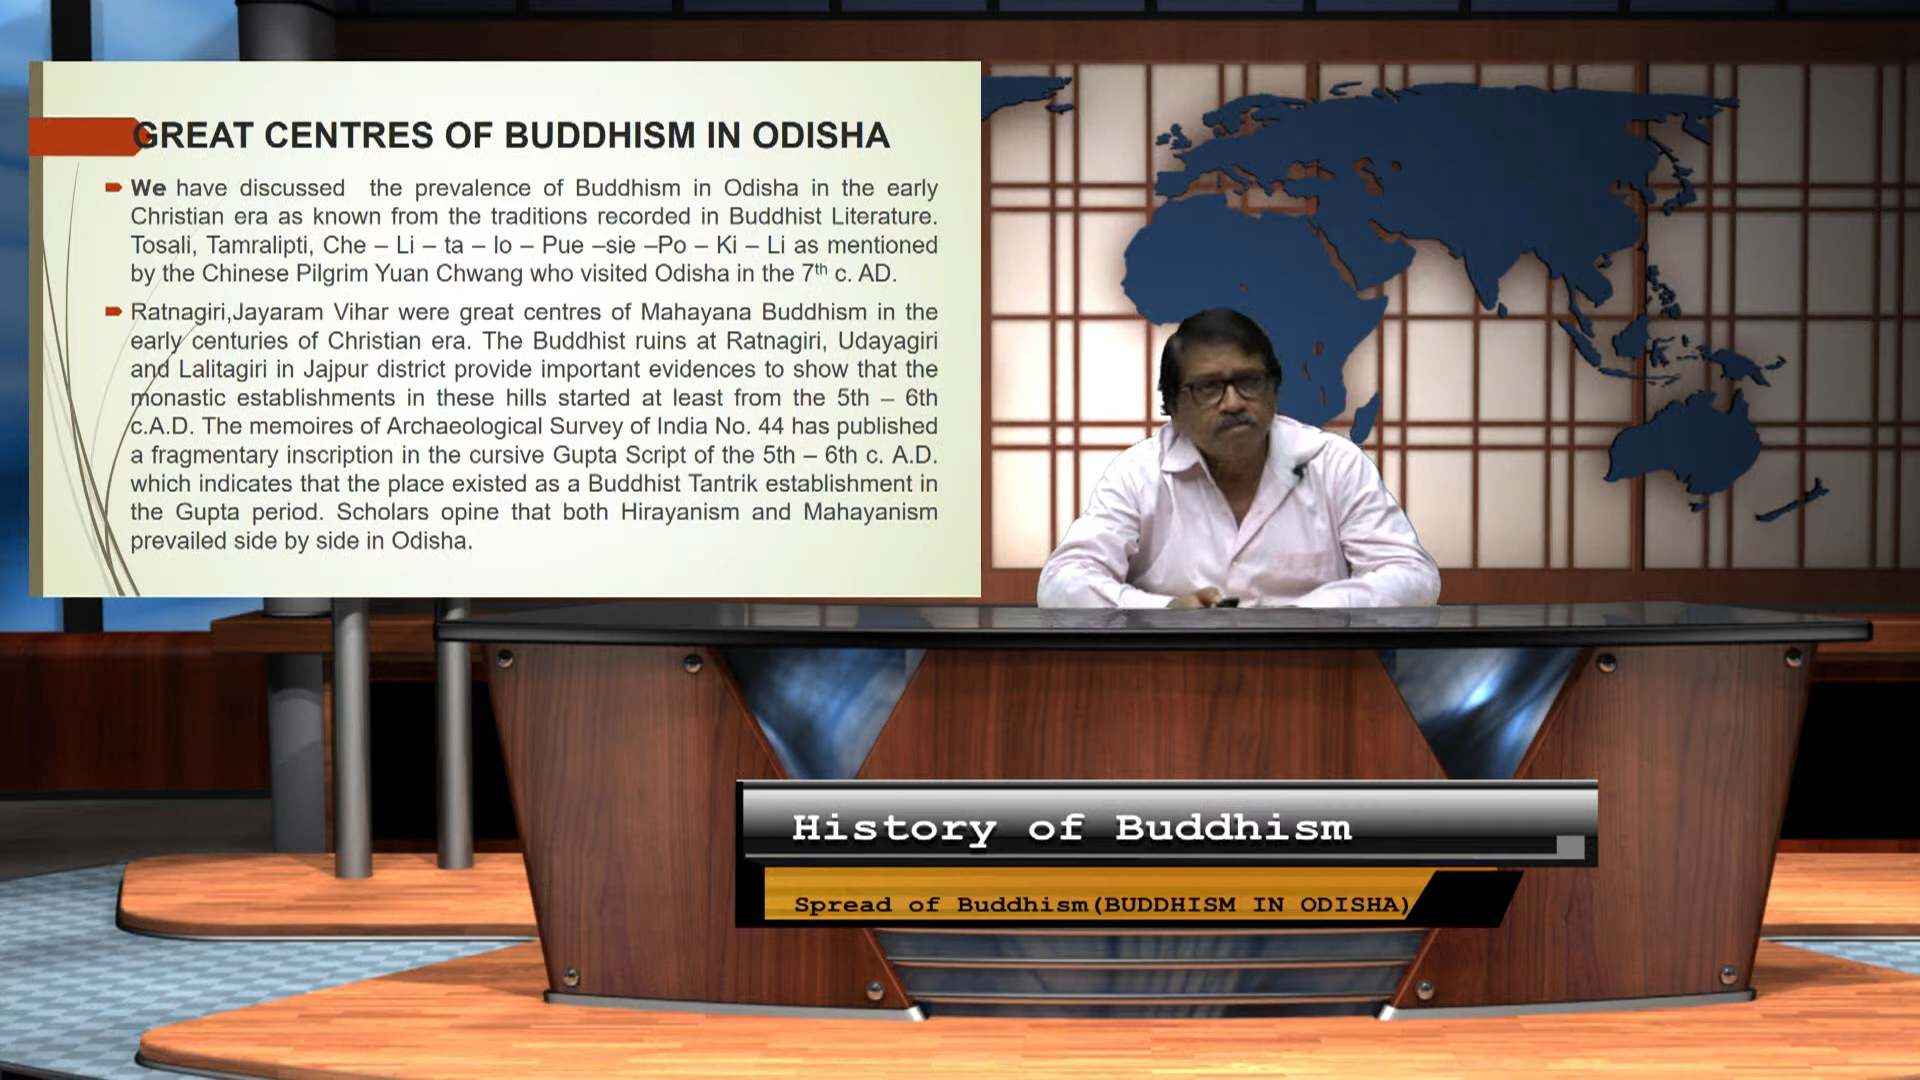 GREAT CENTRES OF BUDDHISM IN ODISHA
We have discussed the prevalence of Buddhism in Odisha in the early
Christian era as known from the traditions recorded in Buddhist Literature.
Tosali, Tamralipti, Che – Li – ta – lo – Pue –sie –Po – Ki – Li as mentioned
by the Chinese Pilgrim Yuan Chwang who visited Odisha in the 7th c. AD.
Ratnagiri,Jayaram Vihar were great centres of Mahayana Buddhism in the
early centuries of Christian era. The Buddhist ruins at Ratnagiri, Udayagiri
and Lalitagiri in Jajpur district provide important evidences to show that the
monastic establishments in these hills started at least from the 5th – 6th
c.A.D. The memoires of Archaeological Survey of India No. 44 has published
a fragmentary inscription in the cursive Gupta Script of the 5th – 6th c. A.D.
which indicates that the place existed as a Buddhist Tantrik establishment in
the Gupta period. Scholars opine that both Hirayanism and Mahayanism
prevailed side by side in Odisha.
History of Buddhism
Spread of Buddhism(BUDDHISM IN ODISHA)